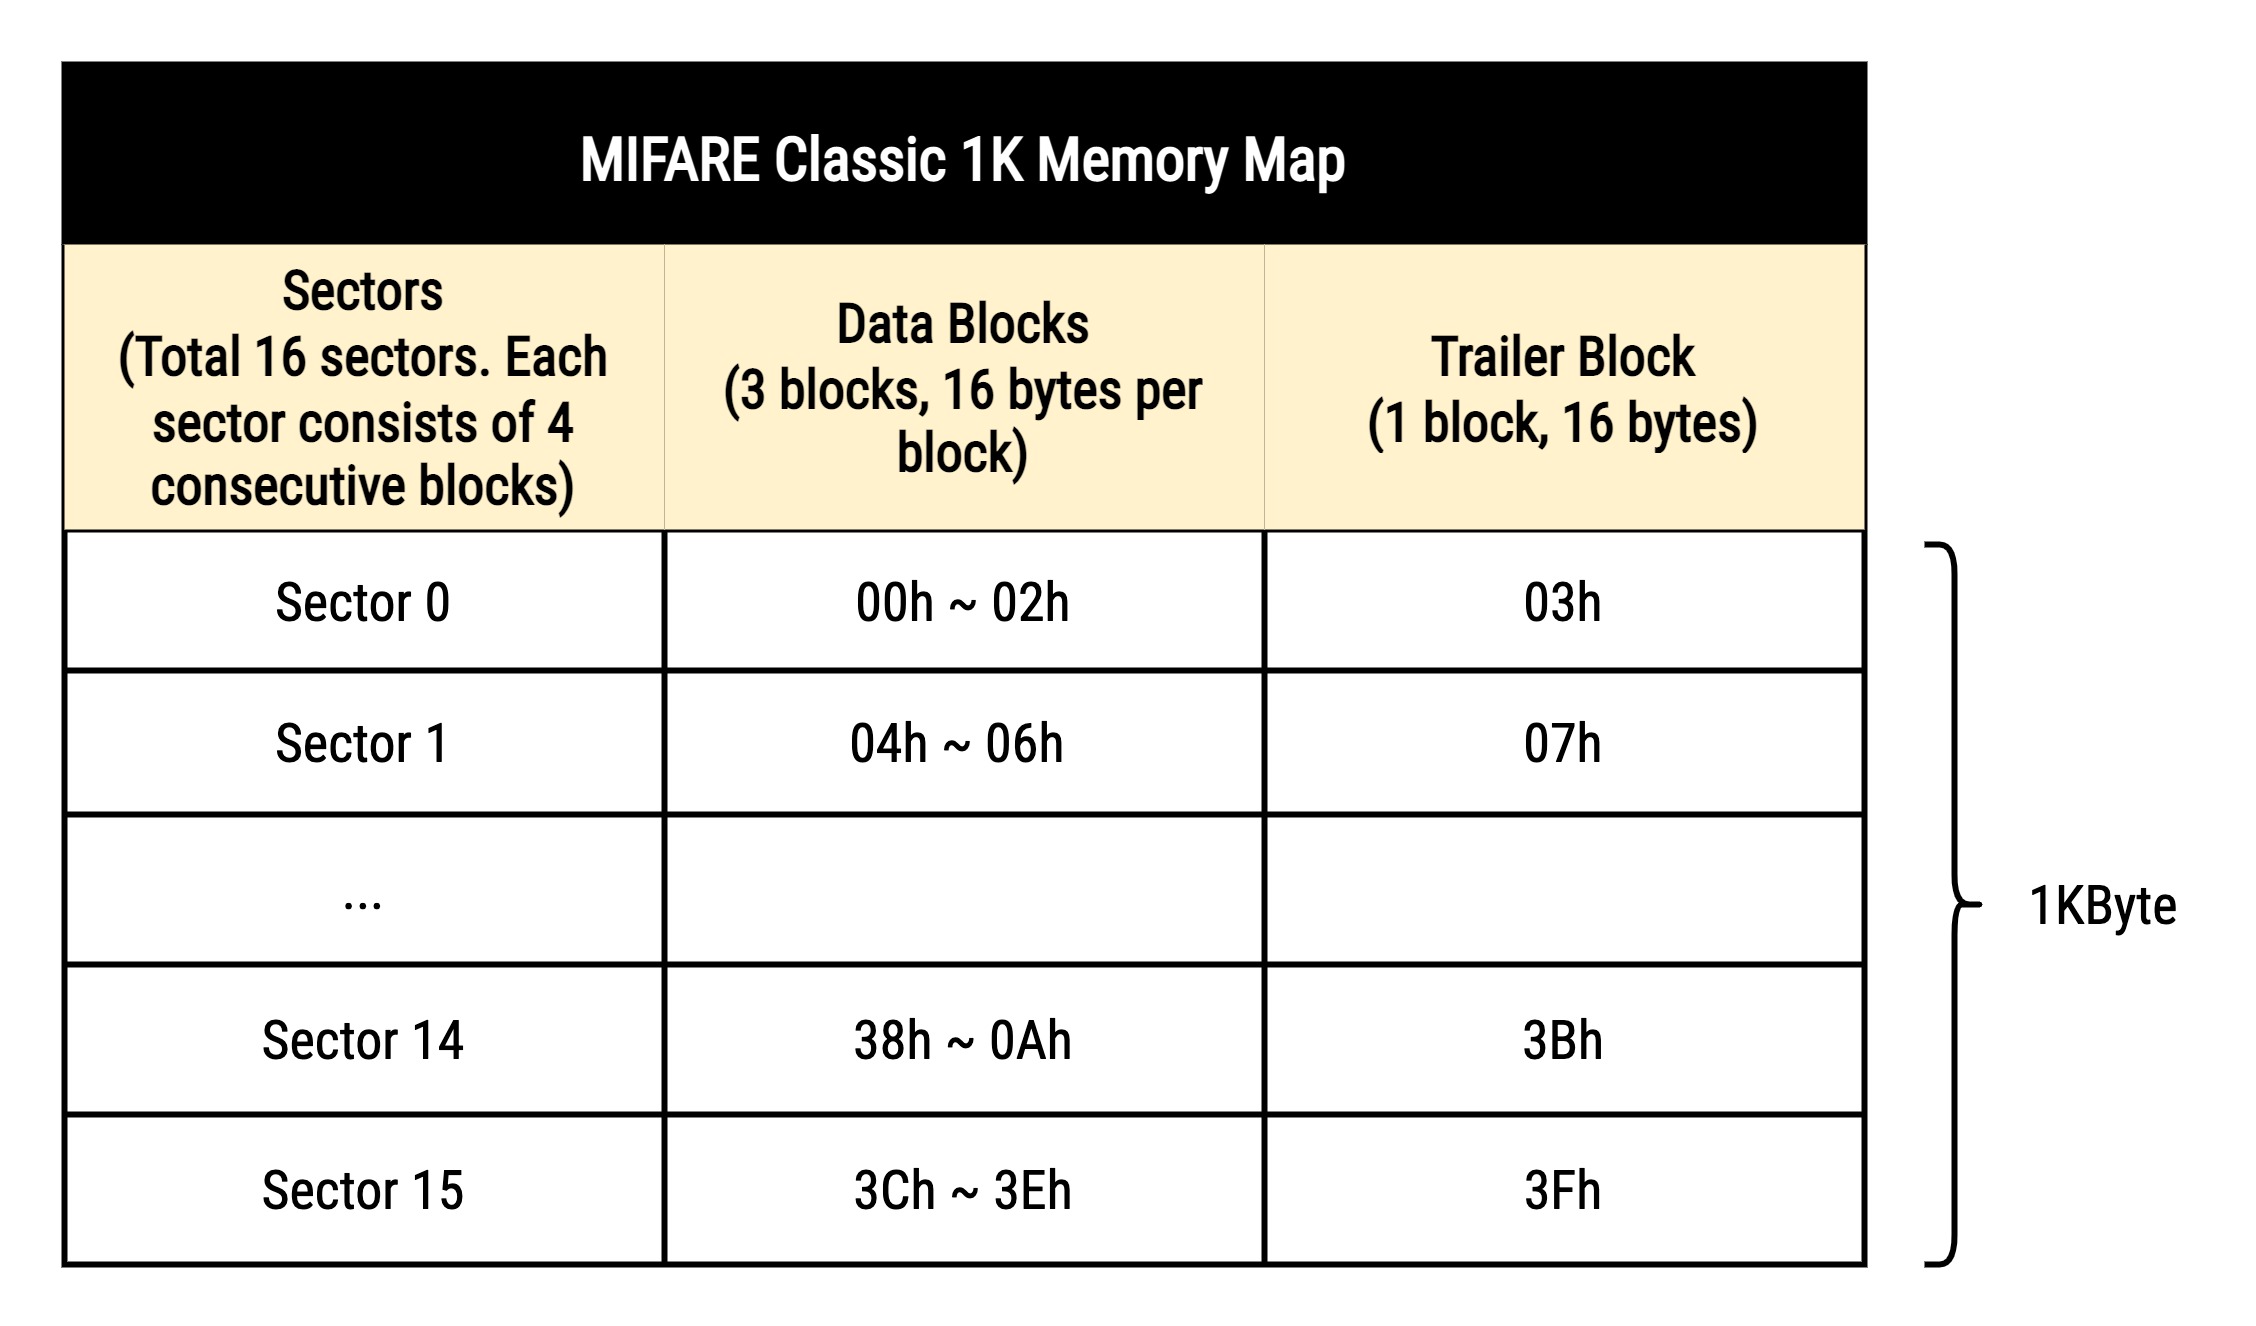 MIFARE Classic 1K Memory Map
Sectors
(Total 16 sectors. Each
sector consists of 4
consecutive blocks)
Data Blocks
(3 blocks, 16 bytes per
block)
Trailer Block
(1 block, 16 bytes)
Sector 0
00h ~ 02h
03h
Sector 1
04h ~ 06h
07h
...
1KByte
Sector 14
38h ~ 0Ah
3Bh
Sector 15
3Ch ~ 3Eh
3Fh